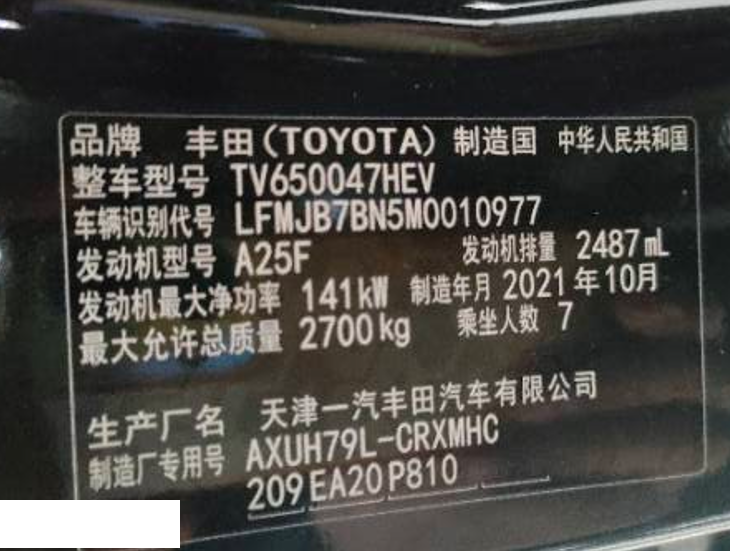 品牌 丰田(TOYOTA) 制造国 中华人民共和国
整车型号 TV650047HEV
车辆识别代号 LFMJB7BN5M0010977
发动机型号 A25F 发动机排量 2487mL
发动机最大净功率 141kW 制造年月 2021年10月
最大允许总质量 2700kg 乘坐人数 7
生产厂名 天津一汽丰田汽车有限公司
制造厂专用号 AXUH79L-CRXMHC
209 EA20 P810